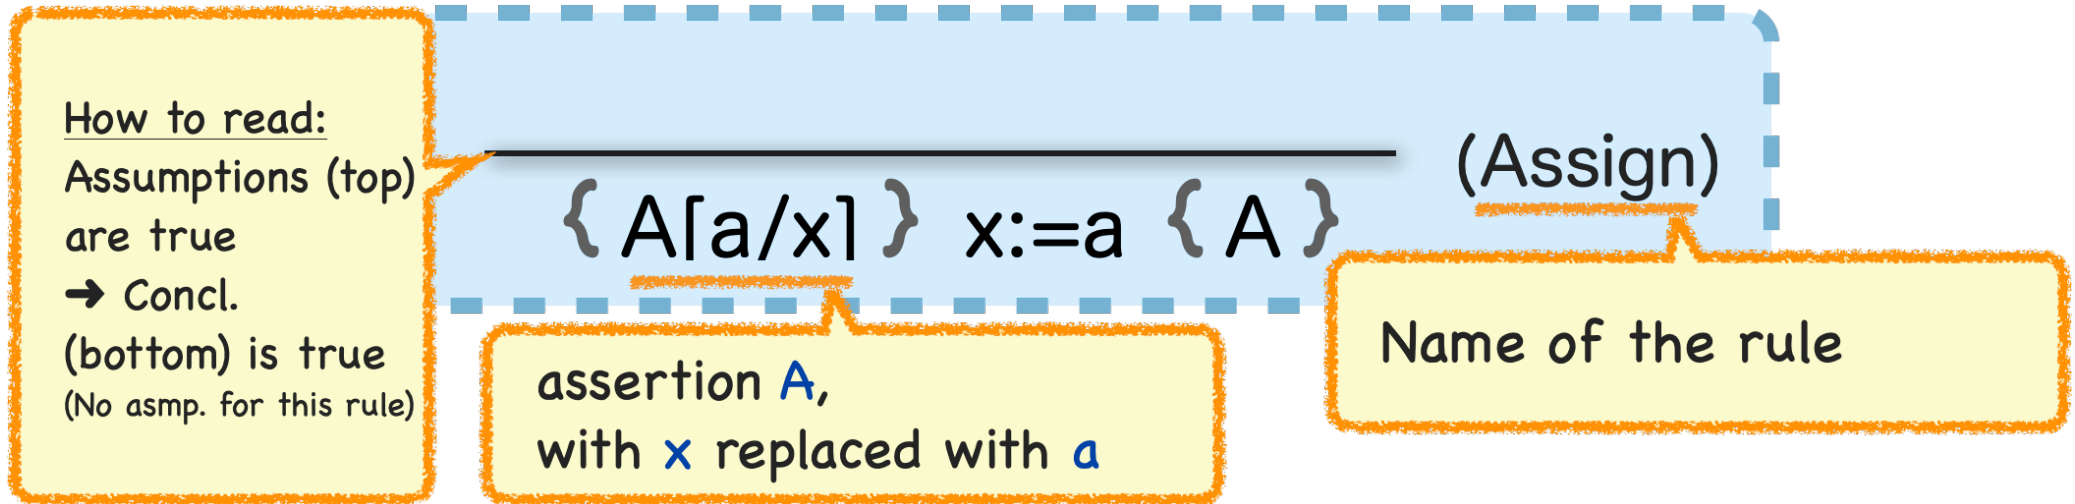 How to read:
Assumptions (top)
are true
➜ Concl.
(bottom) is true
(No asmp. for this rule)
(Assign)
{ A⌈a/x⌉ } x:=a { A }
assertion A,
with x replaced with a
Name of the rule